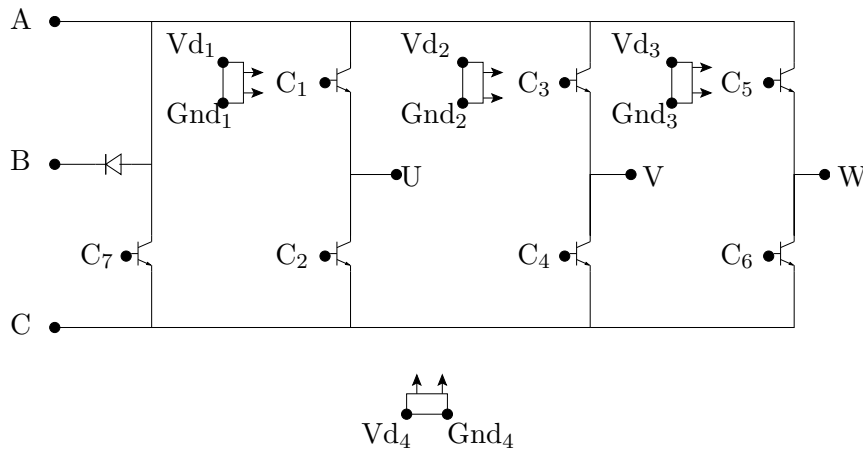 A
Vd₁
Vd₂
Vd₃
C₁
C₃
C₅
Gnd₁
Gnd₂
Gnd₃
B
U
V
W
C₇
C₂
C₄
C₆
C
Vd₄
Gnd₄